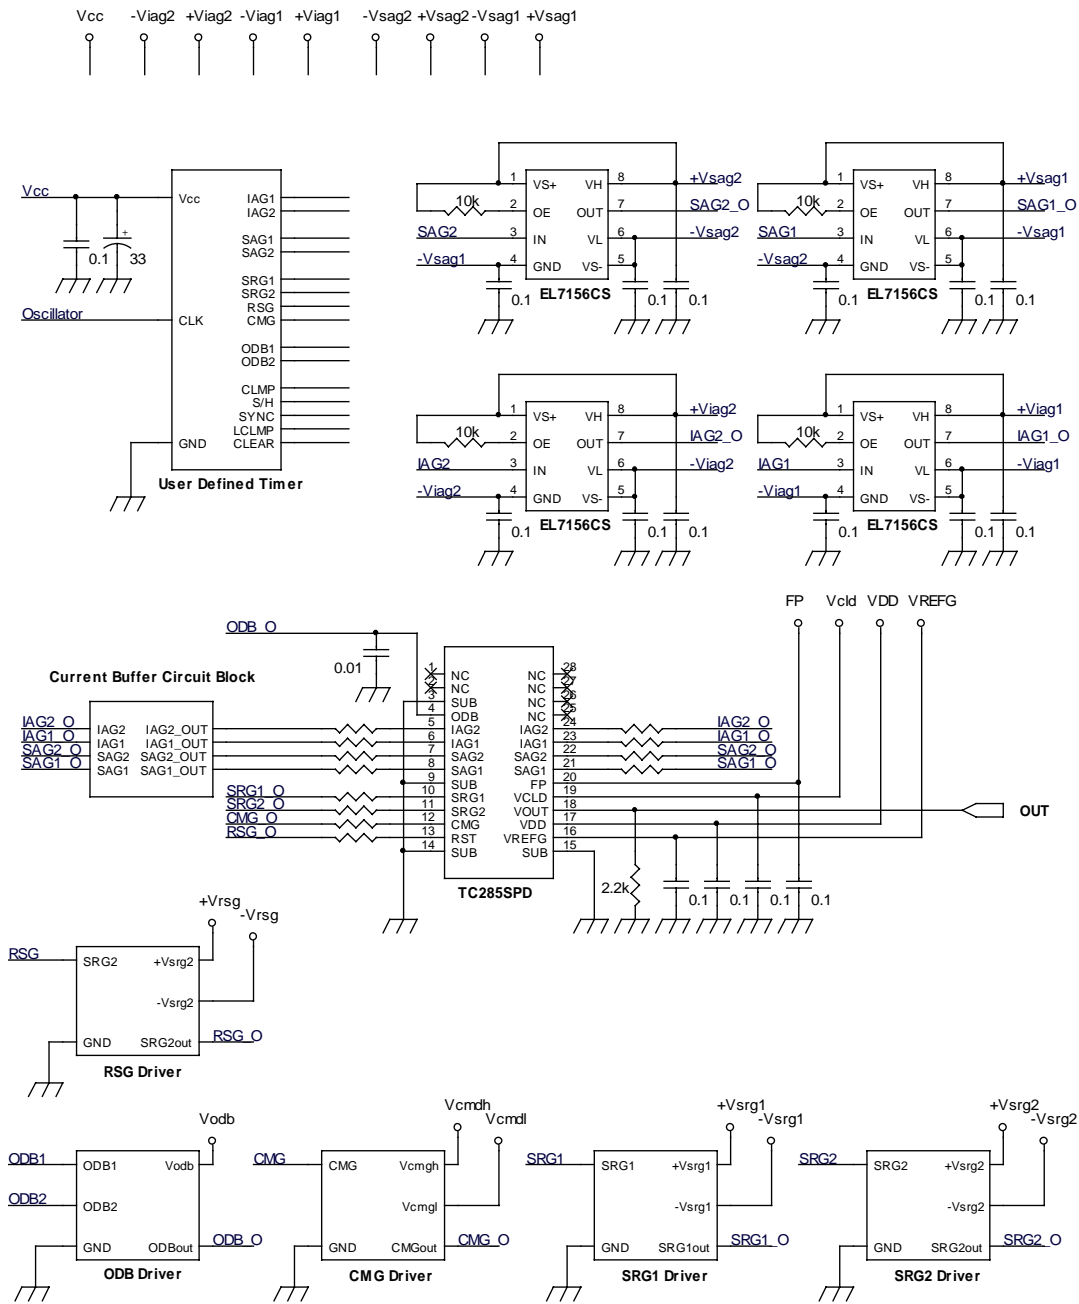 Vcc -Viag2 +Viag2 -Viag1 +Viag1 -Vsag2 +Vsag2 -Vsag1 +Vsag1
Vcc
Vcc
IAG1
IAG2
SAG1
SAG2
SRG1
SRG2
RSG
CMG
ODB1
ODB2
CLMP
S/H
SYNC
LCLMP
CLEAR
+
0.1
33
Oscillator
CLK
GND
User Defined Timer
1 VS+ VH 8 +Vsag2
10k 2 OE OUT 7 SAG2_O
SAG2 3 IN VL 6 -Vsag2
-Vsag1 4 GND VS- 5
EL7156CS
0.1 0.1 0.1
1 VS+ VH 8 +Vsag1
10k 2 OE OUT 7 SAG1_O
SAG1 3 IN VL 6 -Vsag1
-Vsag2 4 GND VS- 5
EL7156CS
0.1 0.1 0.1
1 VS+ VH 8 +Viag2
10k 2 OE OUT 7 IAG2_O
IAG2 3 IN VL 6 -Viag2
-Viag2 4 GND VS- 5
EL7156CS
0.1 0.1 0.1
1 VS+ VH 8 +Viag1
10k 2 OE OUT 7 IAG1_O
IAG1 3 IN VL 6 -Viag1
-Viag1 4 GND VS- 5
EL7156CS
0.1 0.1 0.1
FP Vcld VDD VREFG
ODB_O
0.01
Current Buffer Circuit Block
IAG2_O IAG2 IAG2_OUT
IAG1_O IAG1 IAG1_OUT
SAG2_O SAG2 SAG2_OUT
SAG1_O SAG1 SAG1_OUT
SRG1_O
SRG2_O
CMG_O
RSG_O
1 NC NC 28
2 NC NC 27
3 SUB NC 26
4 ODB NC 25
5 IAG2 IAG2 24 IAG2_O
6 IAG1 IAG1 23 IAG1_O
7 SAG2 SAG2 22 SAG2_O
8 SAG1 SAG1 21 SAG1_O
9 SUB FP 20
10 SRG1 VCLD 19
11 SRG2 VOUT 18
12 CMG VDD 17
13 RST VREFG 16
14 SUB SUB 15
TC285SPD
OUT
2.2k
0.1 0.1 0.1 0.1
+Vrsg
-Vrsg
RSG SRG2 +Vsrg2
-Vsrg2
GND SRG2out RSG_O
RSG Driver
Vodb
ODB1 ODB1 Vodb
ODB2 ODB2
GND ODBout ODB_O
ODB Driver
Vcmdh
Vcmdl
CMG CMG Vcmgh
Vcmgl
GND CMGout CMG_O
CMG Driver
+Vsrg1
-Vsrg1
SRG1 SRG1 +Vsrg1
-Vsrg1
GND SRG1out SRG1_O
SRG1 Driver
+Vsrg2
-Vsrg2
SRG2 SRG2 +Vsrg2
-Vsrg2
GND SRG2out SRG2_O
SRG2 Driver